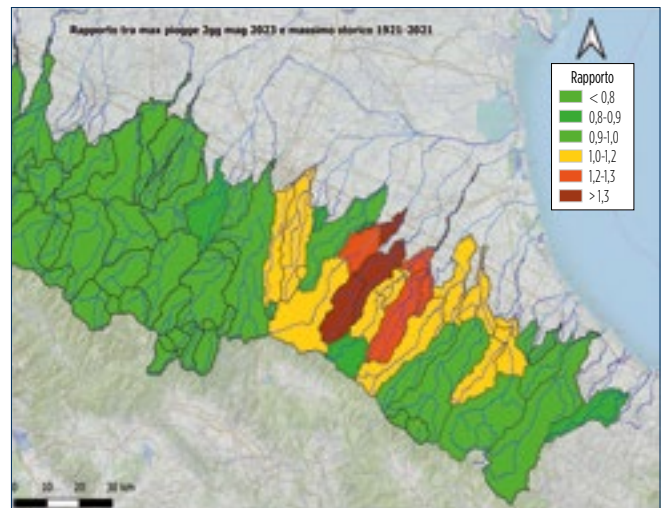 Rapporto tra max piogge 2gg mag 2023 e massimo storico 1921-2021
Rapporto
< 0,8
0,8-0,9
0,9-1,0
1,0-1,2
1,2-1,3
> 1,3
0 10 20 30 km